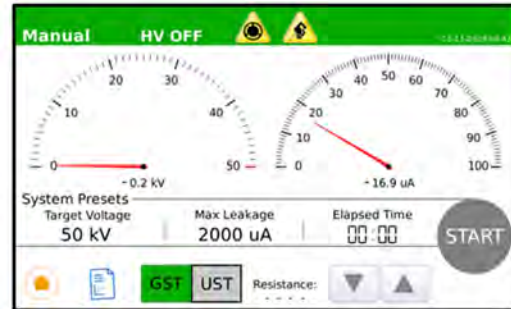 Manual HV OFF
20 30
10 40
0 50
- 0.2 kV
40 50 60
30 70
20 80
10 90
0 100
- 16.9 uA
System Presets
Target Voltage Max Leakage Elapsed Time
50 kV 2000 uA 00:00
START
GST UST Resistance:
- - - -